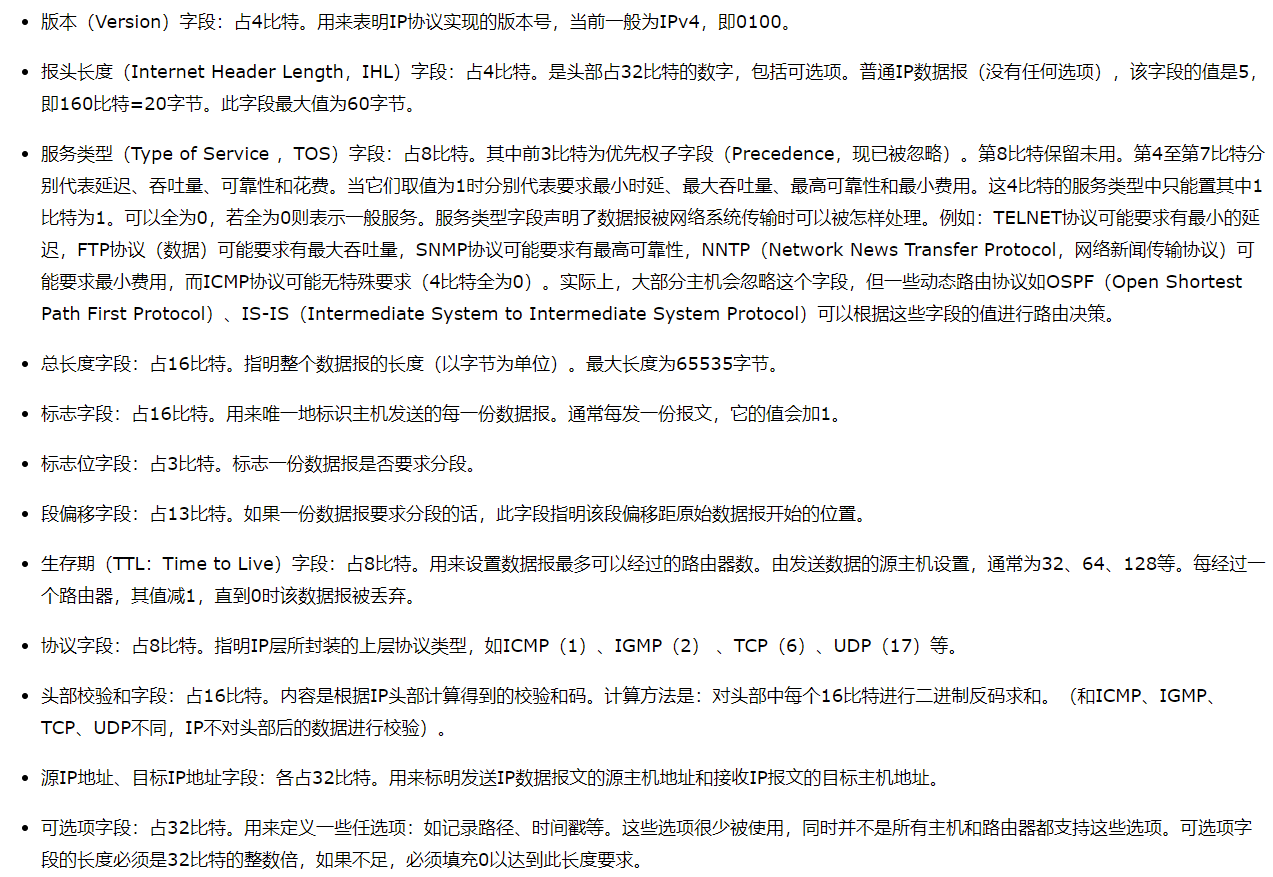 • 版本（Version）字段：占4比特。用来表明IP协议实现的版本号，当前一般为IPv4，即0100。
• 报头长度（Internet Header Length，IHL）字段：占4比特。是头部占32比特的数字，包括可选项。普通IP数据报（没有任何选项），该字段的值是5，
即160比特=20字节。此字段最大值为60字节。
• 服务类型（Type of Service ，TOS）字段：占8比特。其中前3比特为优先权子字段（Precedence，现已被忽略）。第8比特保留未用。第4至第7比特分
别代表延迟、吞吐量、可靠性和花费。当它们取值为1时分别代表要求最小时延、最大吞吐量、最高可靠性和最小费用。这4比特的服务类型中只能置其中1
比特为1。可以全为0，若全为0则表示一般服务。服务类型字段声明了数据报被网络系统传输时可以被怎样处理。例如：TELNET协议可能要求有最小的延
迟，FTP协议（数据）可能要求有最大吞吐量，SNMP协议可能要求有最高可靠性，NNTP（Network News Transfer Protocol，网络新闻传输协议）可
能要求最小费用，而ICMP协议可能无特殊要求（4比特全为0）。实际上，大部分主机会忽略这个字段，但一些动态路由协议如OSPF（Open Shortest
Path First Protocol）、IS-IS（Intermediate System to Intermediate System Protocol）可以根据这些字段的值进行路由决策。
• 总长度字段：占16比特。指明整个数据报的长度（以字节为单位）。最大长度为65535字节。
• 标志字段：占16比特。用来唯一地标识主机发送的每一份数据报。通常每发一份报文，它的值会加1。
• 标志位字段：占3比特。标志一份数据报是否要求分段。
• 段偏移字段：占13比特。如果一份数据报要求分段的话，此字段指明该段偏移距原始数据报开始的位置。
• 生存期（TTL：Time to Live）字段：占8比特。用来设置数据报最多可以经过的路由器数。由发送数据的源主机设置，通常为32、64、128等。每经过一
个路由器，其值减1，直到0时该数据报被丢弃。
• 协议字段：占8比特。指明IP层所封装的上层协议类型，如ICMP（1）、IGMP（2） 、TCP（6）、UDP（17）等。
• 头部校验和字段：占16比特。内容是根据IP头部计算得到的校验和码。计算方法是：对头部中每个16比特进行二进制反码求和。（和ICMP、IGMP、
TCP、UDP不同，IP不对头部后的数据进行校验）。
• 源IP地址、目标IP地址字段：各占32比特。用来标明发送IP数据报文的源主机地址和接收IP报文的目标主机地址。
• 可选项字段：占32比特。用来定义一些任选项：如记录路径、时间戳等。这些选项很少被使用，同时并不是所有主机和路由器都支持这些选项。可选项字
段的长度必须是32比特的整数倍，如果不足，必须填充0以达到此长度要求。